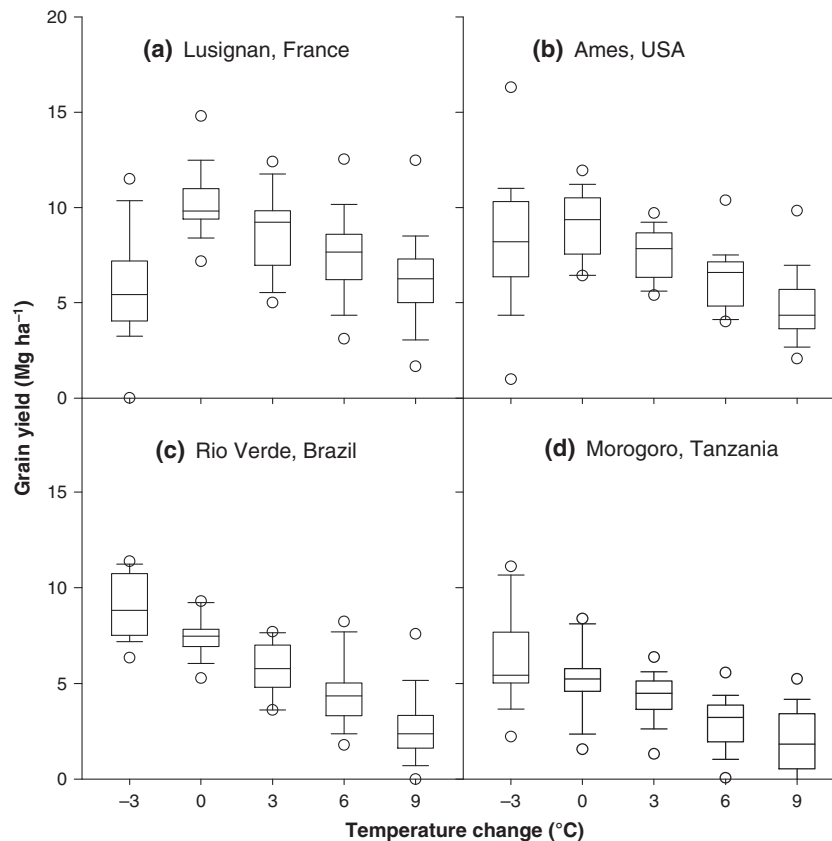 20
15
10
5
0
(a) Lusignan, France
(b) Ames, USA
Grain yield (Mg ha⁻¹)
15
10
5
0
(c) Rio Verde, Brazil
(d) Morogoro, Tanzania
−3 0 3 6 9
−3 0 3 6 9
Temperature change (°C)